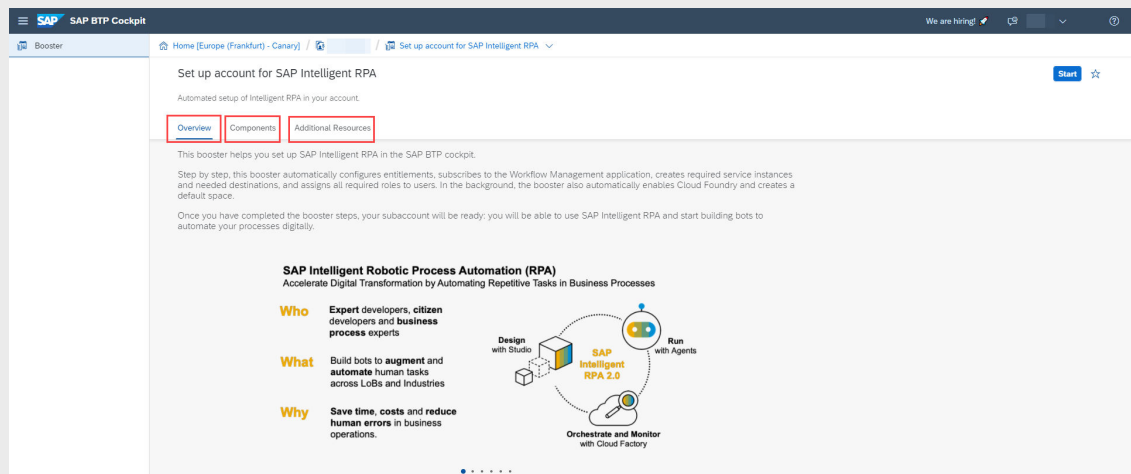 SAP SAP BTP Cockpit
We are hiring!
Booster
Home [Europe (Frankfurt) - Canary] / / Set up account for SAP Intelligent RPA
Set up account for SAP Intelligent RPA
Start
Automated setup of Intelligent RPA in your account.
Overview Components Additional Resources
This booster helps you set up SAP Intelligent RPA in the SAP BTP cockpit.
Step by step, this booster automatically configures entitlements, subscribes to the Workflow Management application, creates required service instances
and needed destinations, and assigns all required roles to users. In the background, the booster also automatically enables Cloud Foundry and creates a
default space.
Once you have completed the booster steps, your subaccount will be ready: you will be able to use SAP Intelligent RPA and start building bots to
automate your processes digitally.
SAP Intelligent Robotic Process Automation (RPA)
Accelerate Digital Transformation by Automating Repetitive Tasks in Business Processes
Who
Expert developers, citizen
developers and business
process experts
What
Build bots to augment and
automate human tasks
across LoBs and Industries
Why
Save time, costs and reduce
human errors in business
operations.
Design
with Studio
Run
with Agents
SAP
Intelligent
RPA 2.0
Orchestrate and Monitor
with Cloud Factory